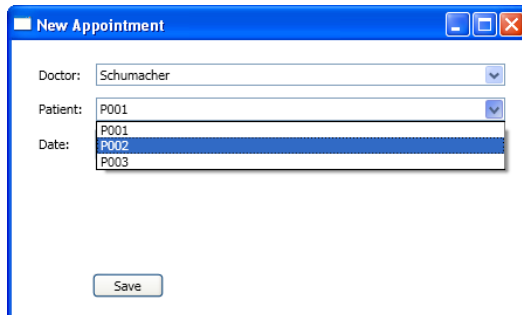 New Appointment
Doctor: Schumacher
Patient: P001
P001
Date: P002
P003
Save